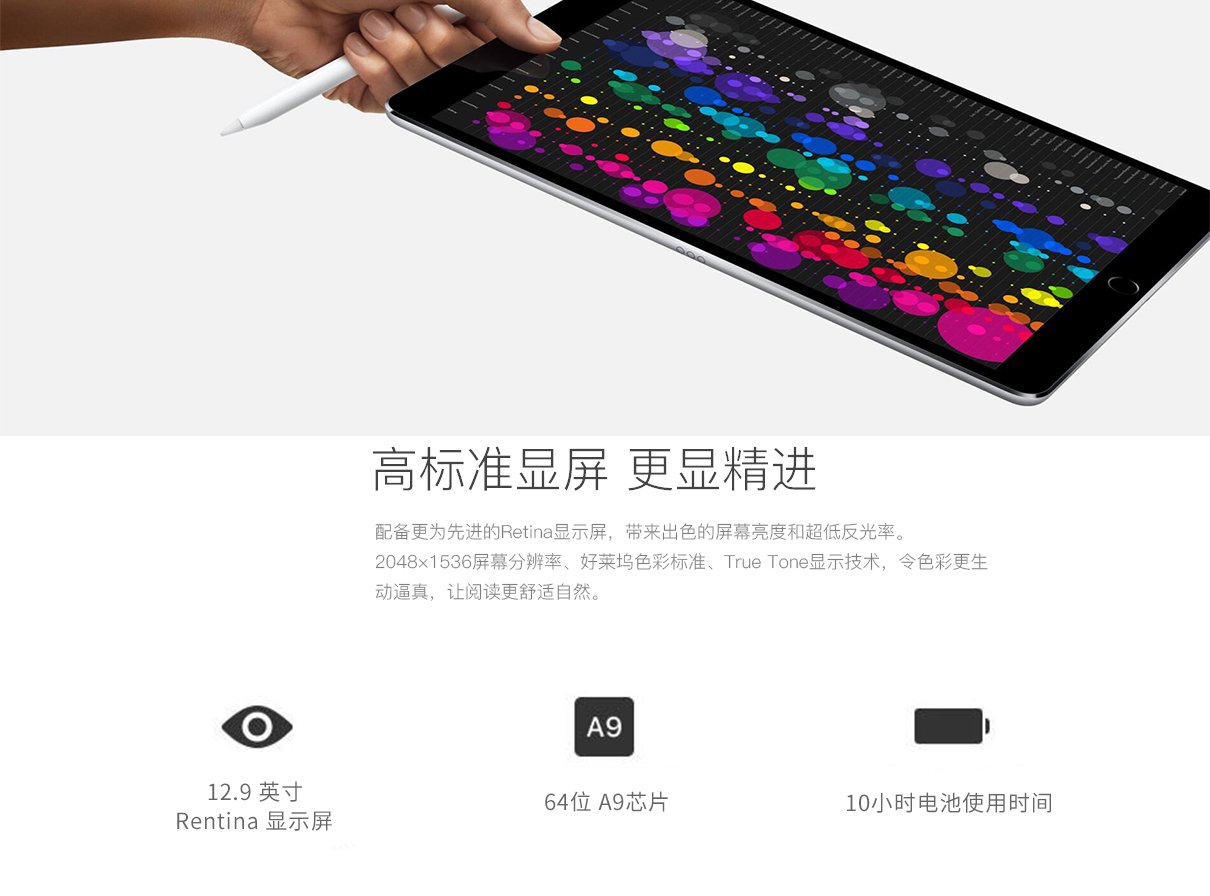 高标准显屏 更显精进
配备更为先进的Retina显示屏，带来出色的屏幕亮度和超低反光率。
2048×1536屏幕分辨率、好莱坞色彩标准、True Tone显示技术，令色彩更生
动逼真，让阅读更舒适自然。
A9
12.9 英寸
Rentina 显示屏
64位 A9芯片
10小时电池使用时间